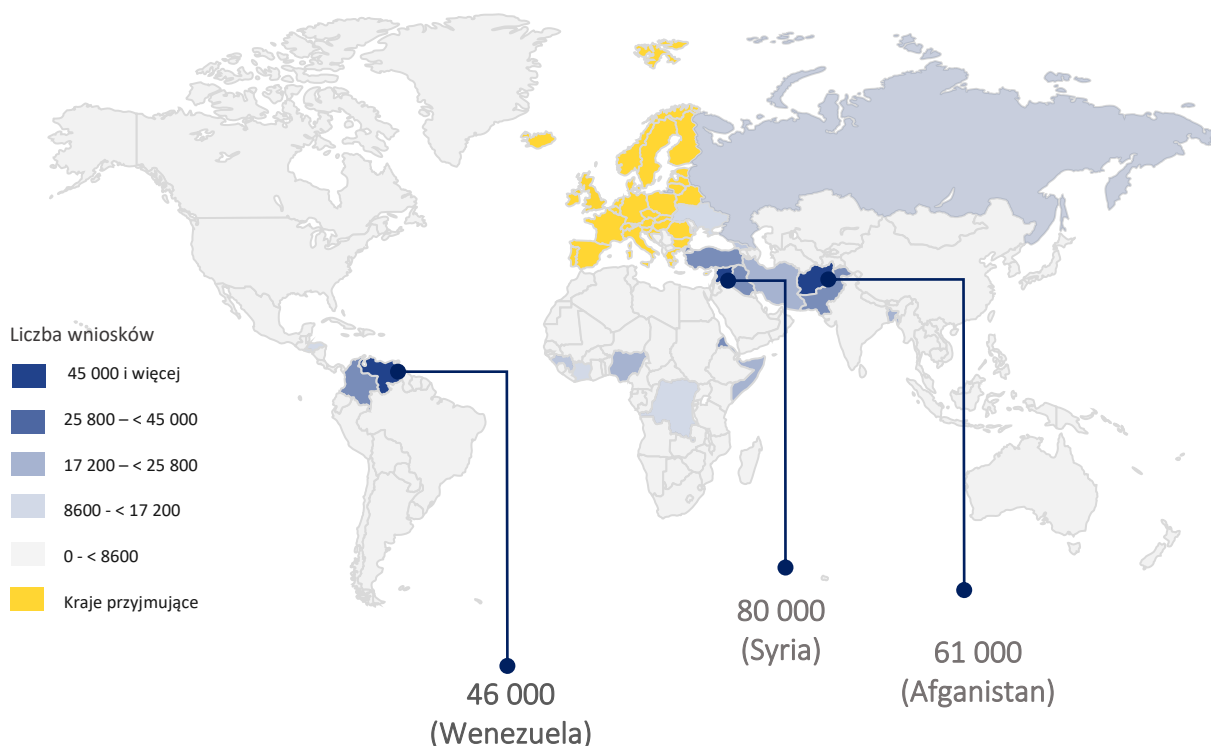 Liczba wniosków
45 000 i więcej
25 800 – < 45 000
17 200 – < 25 800
8600 - < 17 200
0 - < 8600
Kraje przyjmujące
46 000
(Wenezuela)
80 000
(Syria)
61 000
(Afganistan)